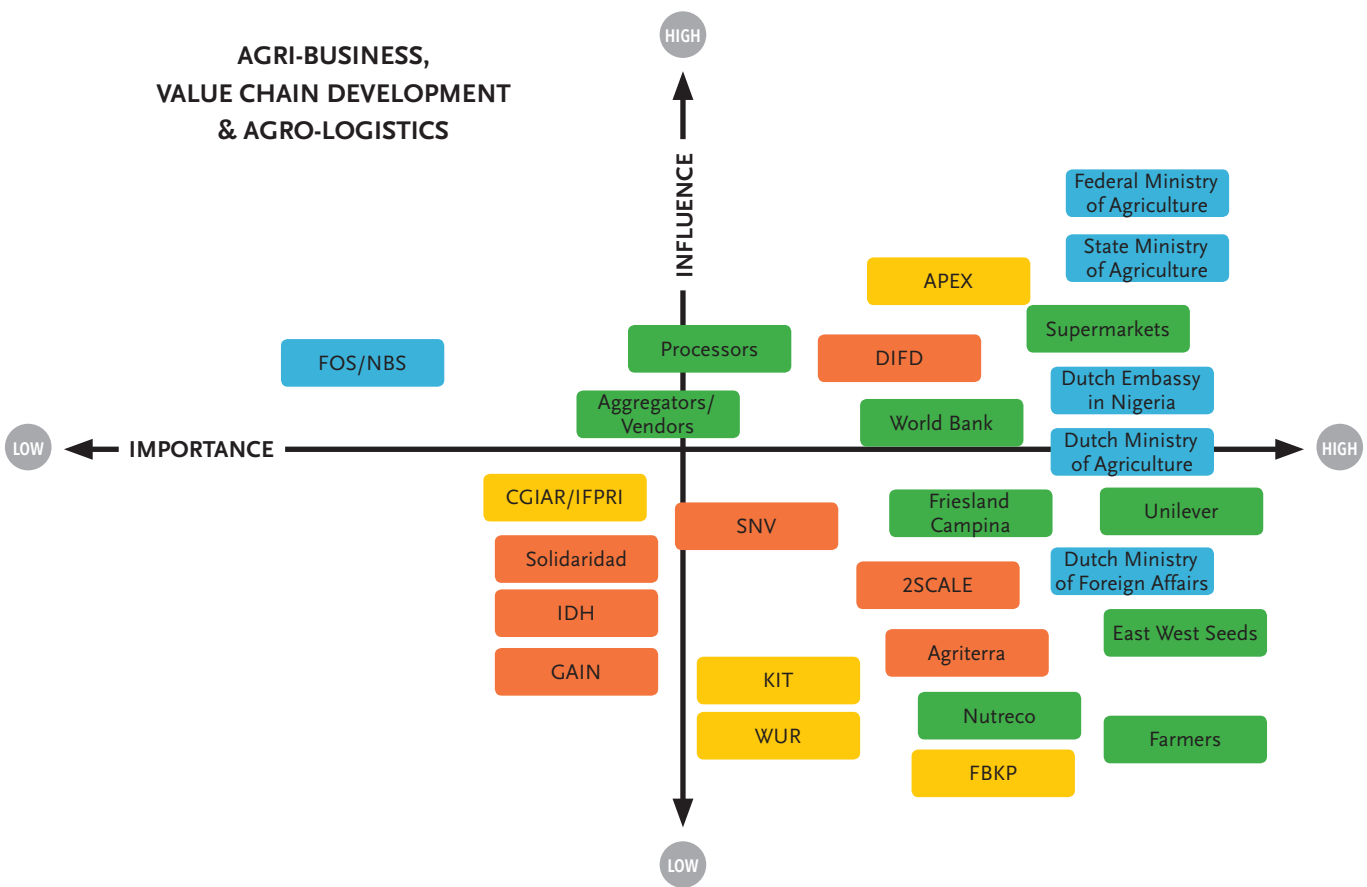 HIGH
AGRI-BUSINESS,
VALUE CHAIN DEVELOPMENT
& AGRO-LOGISTICS
INFLUENCE
Federal Ministry
of Agriculture
State Ministry
of Agriculture
APEX
Supermarkets
Processors
DIFD
FOS/NBS
Dutch Embassy
in Nigeria
Aggregators/
Vendors
World Bank
LOW
IMPORTANCE
Dutch Ministry
of Agriculture
HIGH
CGIAR/IFPRI
SNV
Friesland
Campina
Unilever
Solidaridad
Dutch Ministry
of Foreign Affairs
2SCALE
IDH
East West Seeds
Agriterra
GAIN
KIT
Nutreco
WUR
Farmers
FBKP
LOW